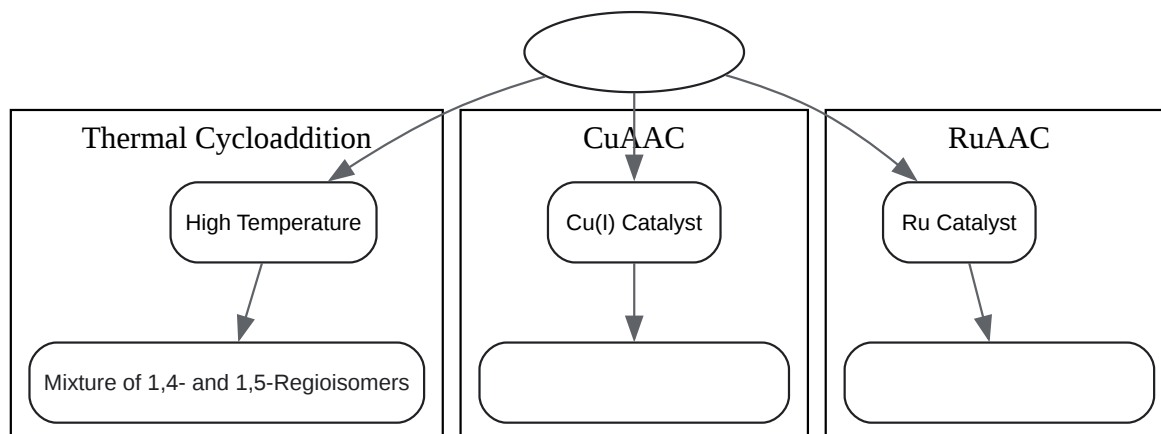 Thermal Cycloaddition
CuAAC
RuAAC
High Temperature
Cu(I) Catalyst
Ru Catalyst
Mixture of 1,4- and 1,5-Regioisomers